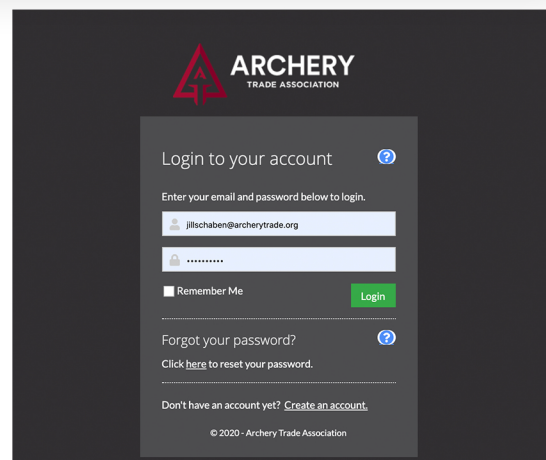 ARCHERY
TRADE ASSOCIATION
Login to your account
?
Enter your email and password below to login.
jillschaben@archerytrade.org
••••••••••
Remember Me
Login
Forgot your password?
?
Click here to reset your password.
Don't have an account yet? Create an account.
© 2020 - Archery Trade Association